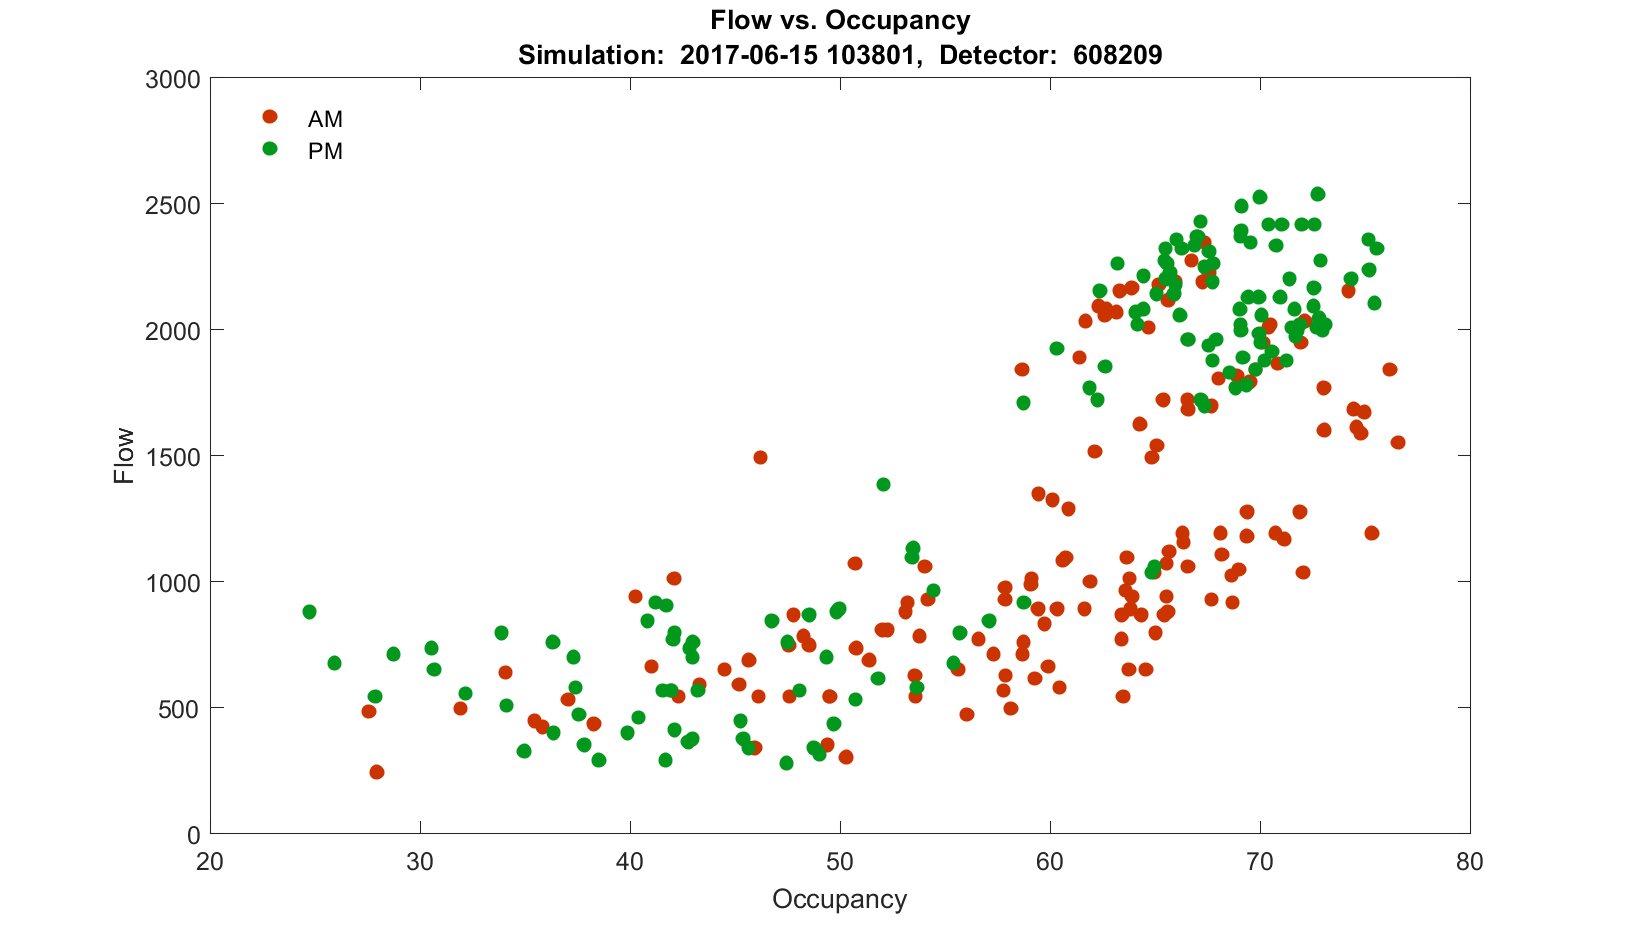 Flow vs. Occupancy
Simulation:  2017-06-15 103801,  Detector:  608209
3000
2500
2000
1500
1000
500
0
AM
PM
Flow
20 30 40 50 60 70 80
Occupancy